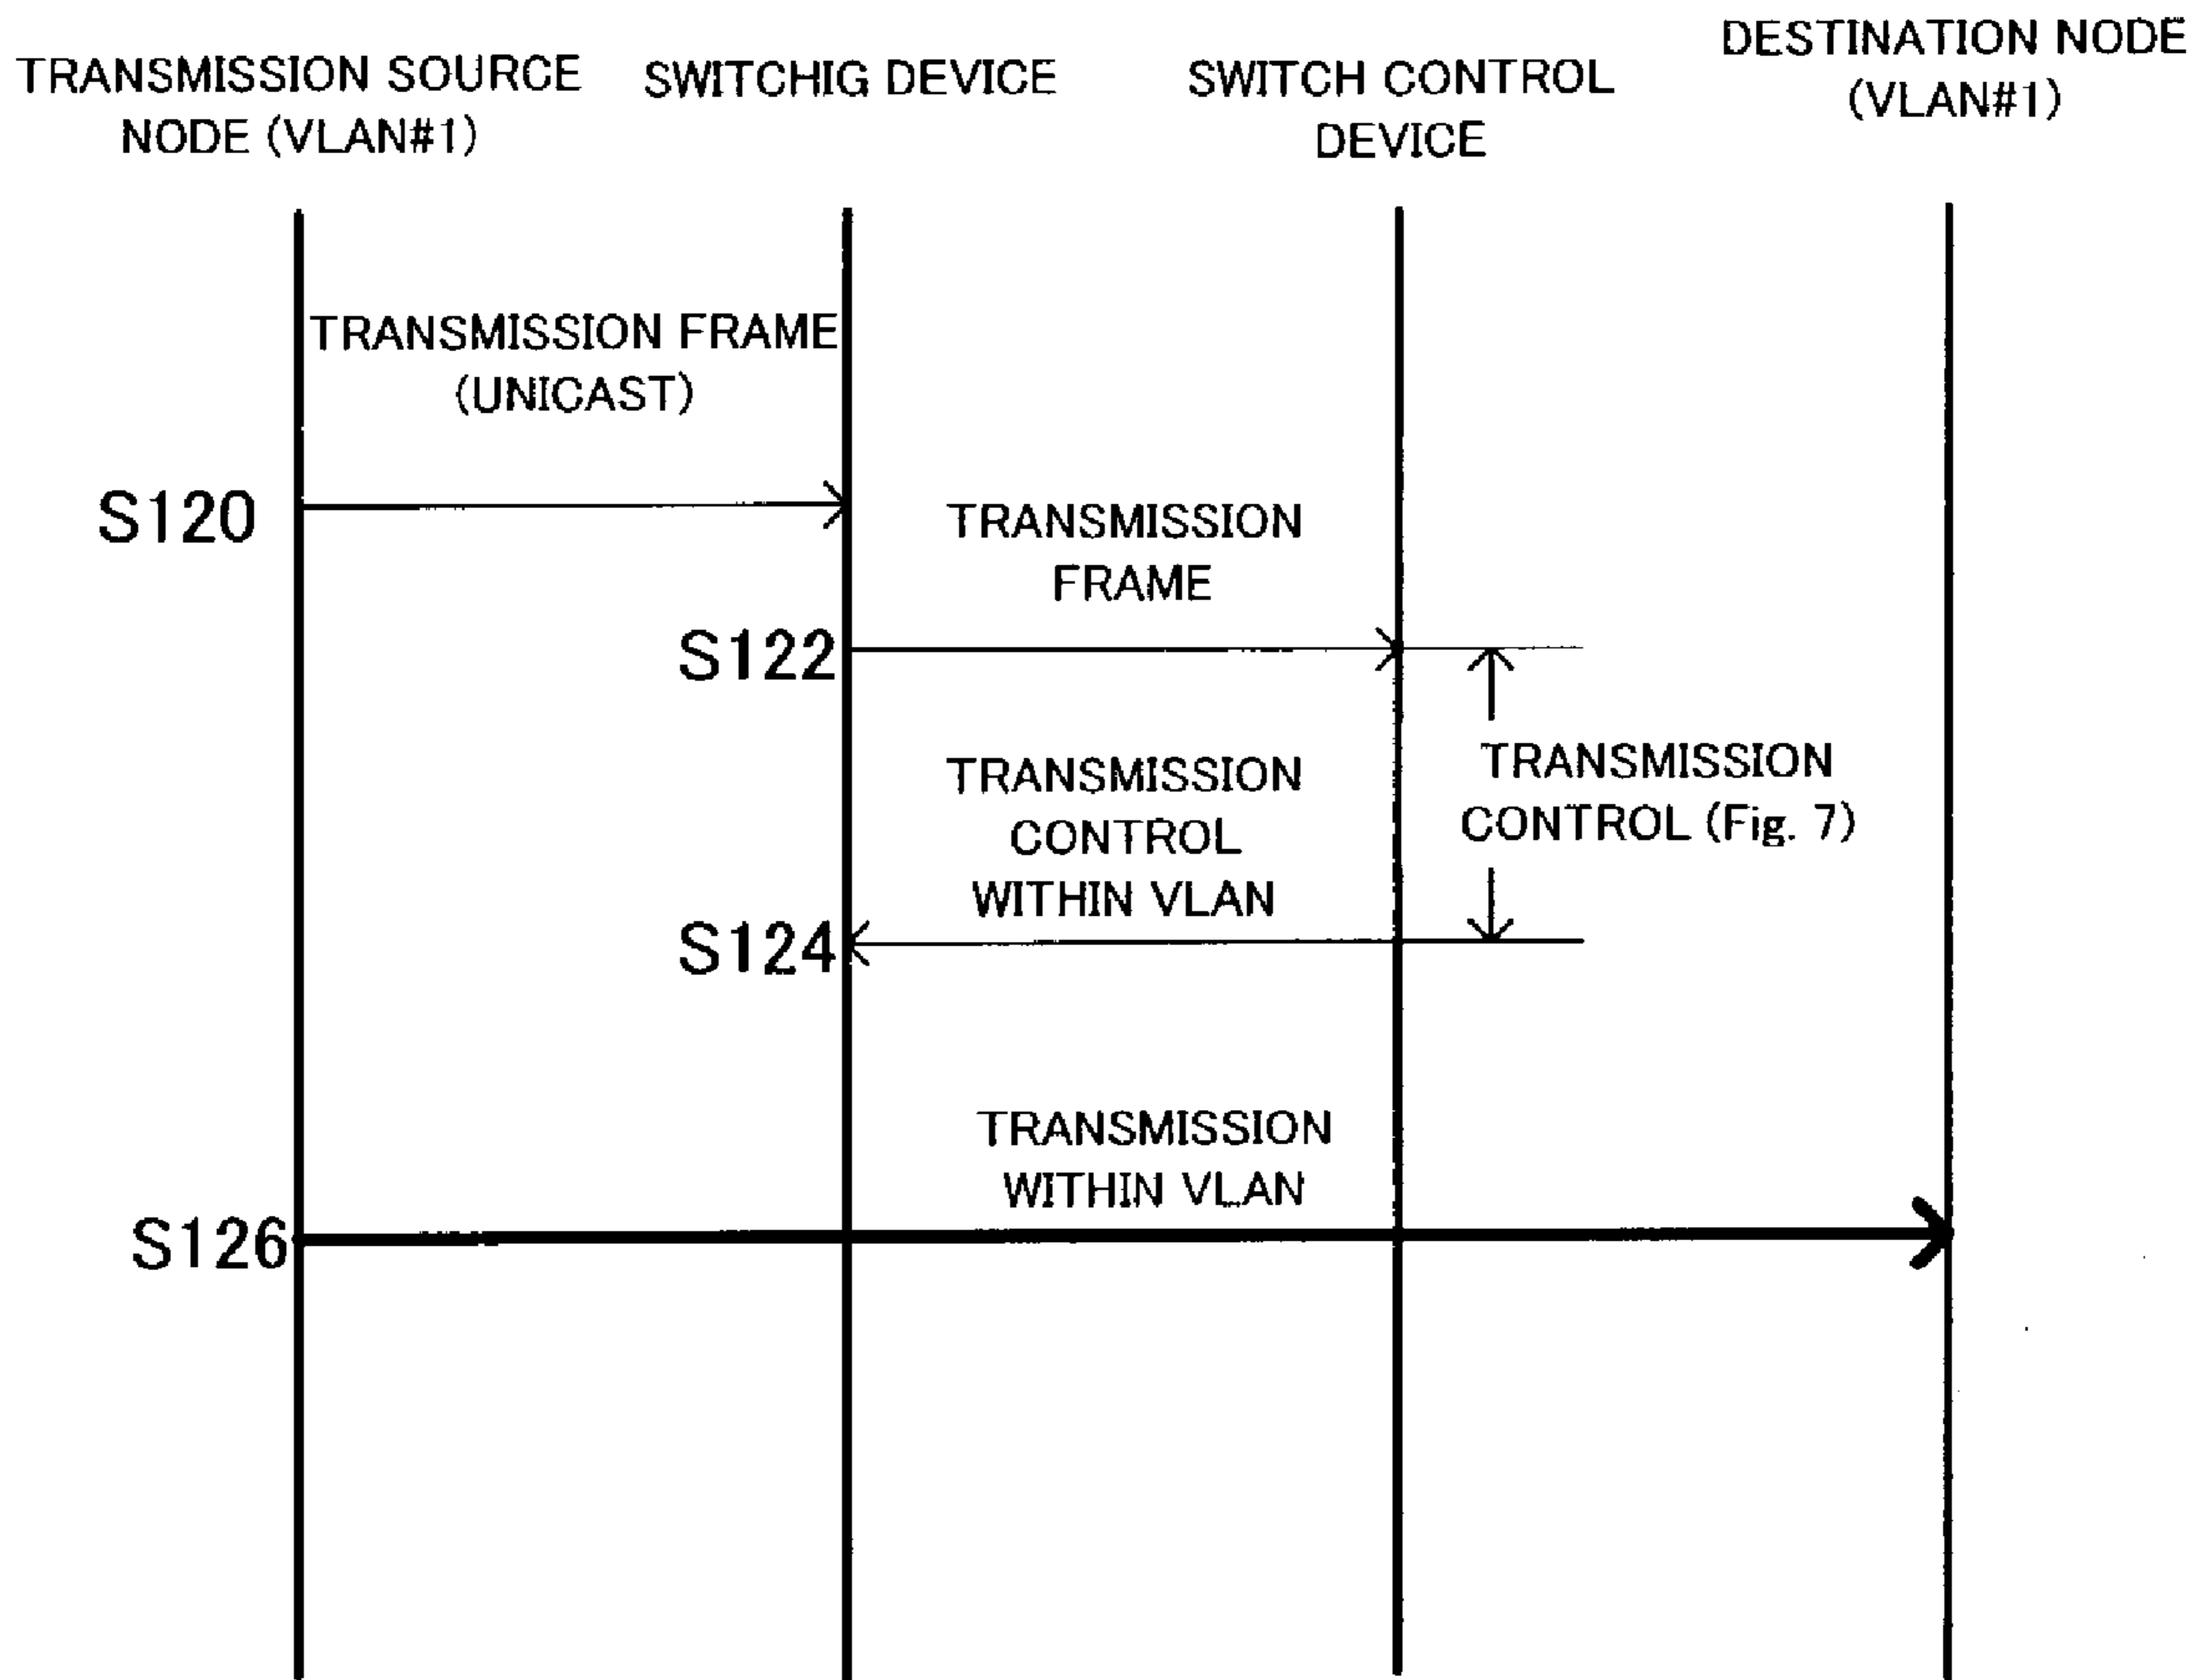 TRANSMISSION SOURCE
NODE (VLAN#1)
SWITCHIG DEVICE
SWITCH CONTROL
DEVICE
DESTINATION NODE
(VLAN#1)
TRANSMISSION FRAME
(UNICAST)
S120
TRANSMISSION
FRAME
S122
TRANSMISSION
CONTROL (Fig. 7)
TRANSMISSION
CONTROL
WITHIN VLAN
S124
TRANSMISSION
WITHIN VLAN
S126